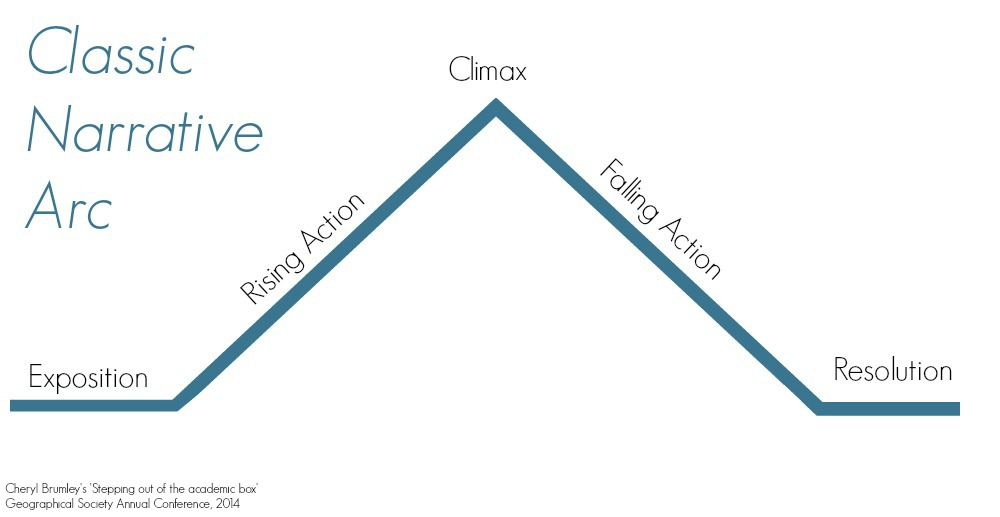 Classic
Narrative
Arc
Climax
Rising Action
Falling Action
Exposition
Resolution
Cheryl Brumley's 'Stepping out of the academic box'
Geographical Society Annual Conference, 2014